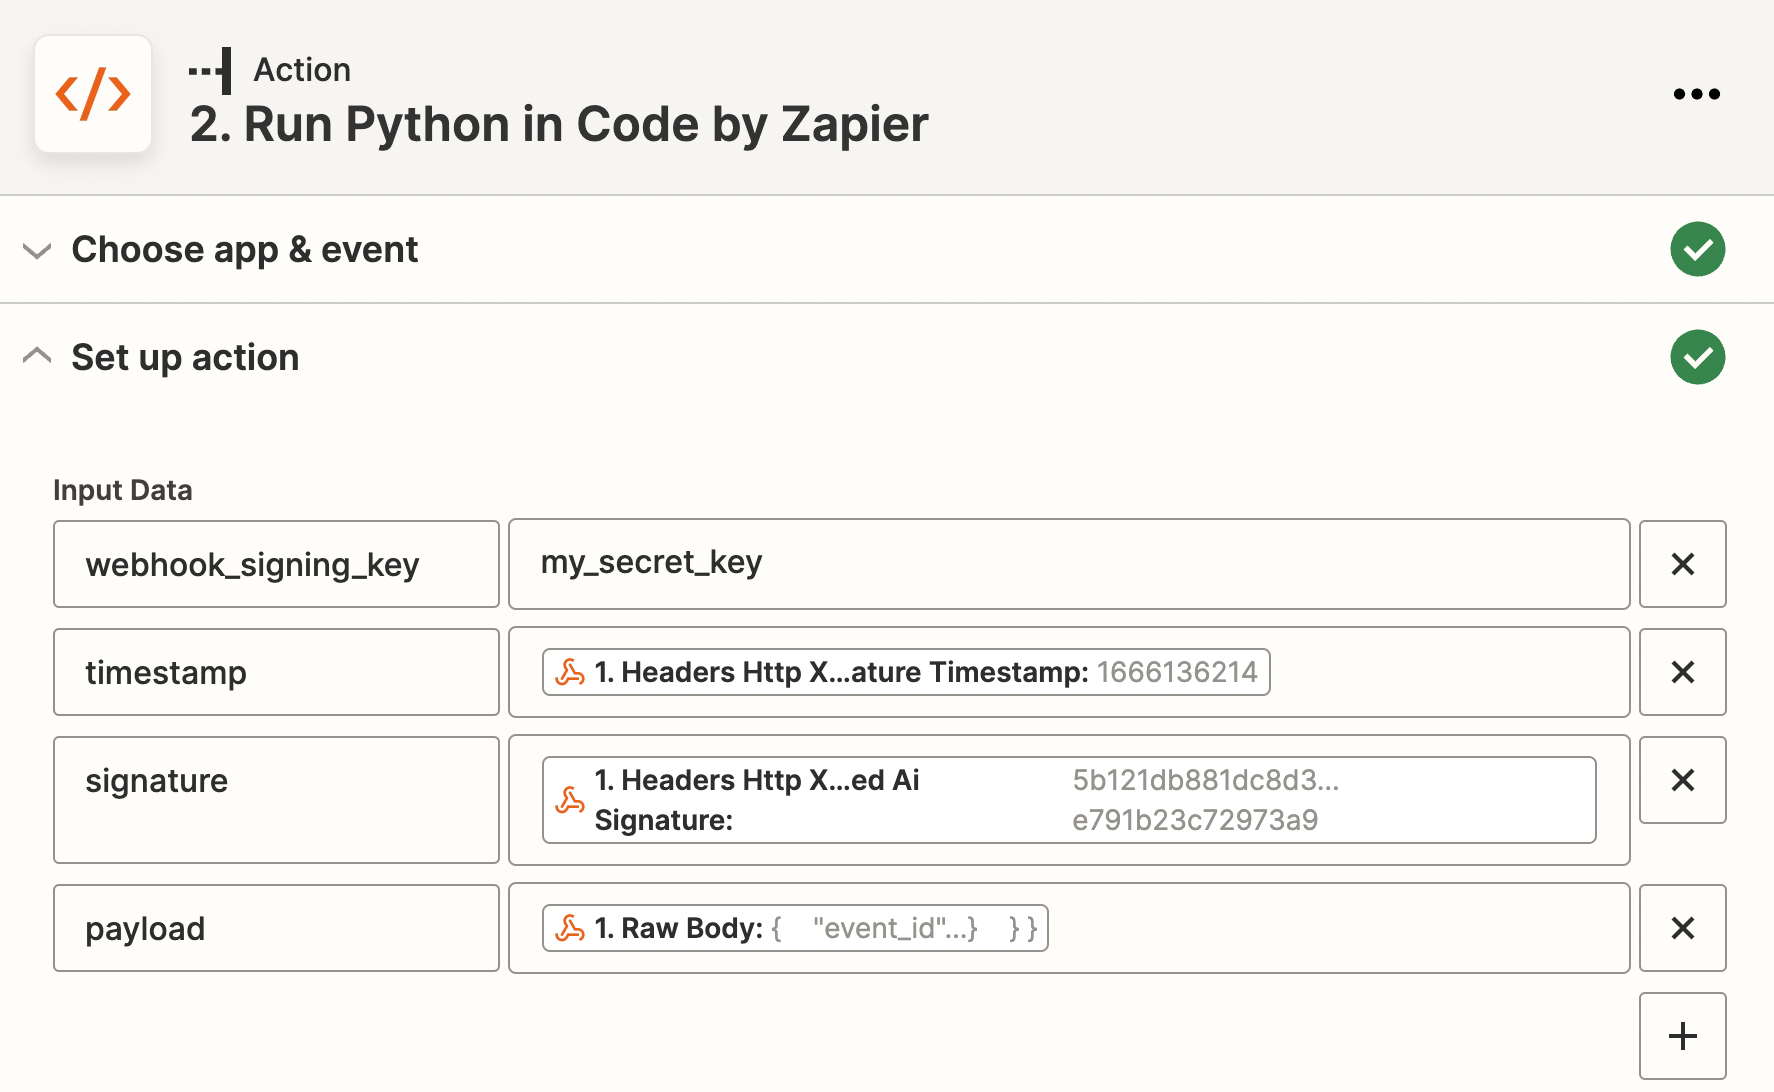 Action
2. Run Python in Code by Zapier
Choose app & event
Set up action
Input Data
webhook_signing_key my_secret_key
timestamp 1. Headers Http X...ature Timestamp: 1666136214
signature 1. Headers Http X...ed Ai 5b121db881dc8d3...
Signature: e791b23c72973a9
payload 1. Raw Body: { "event_id"...} } }